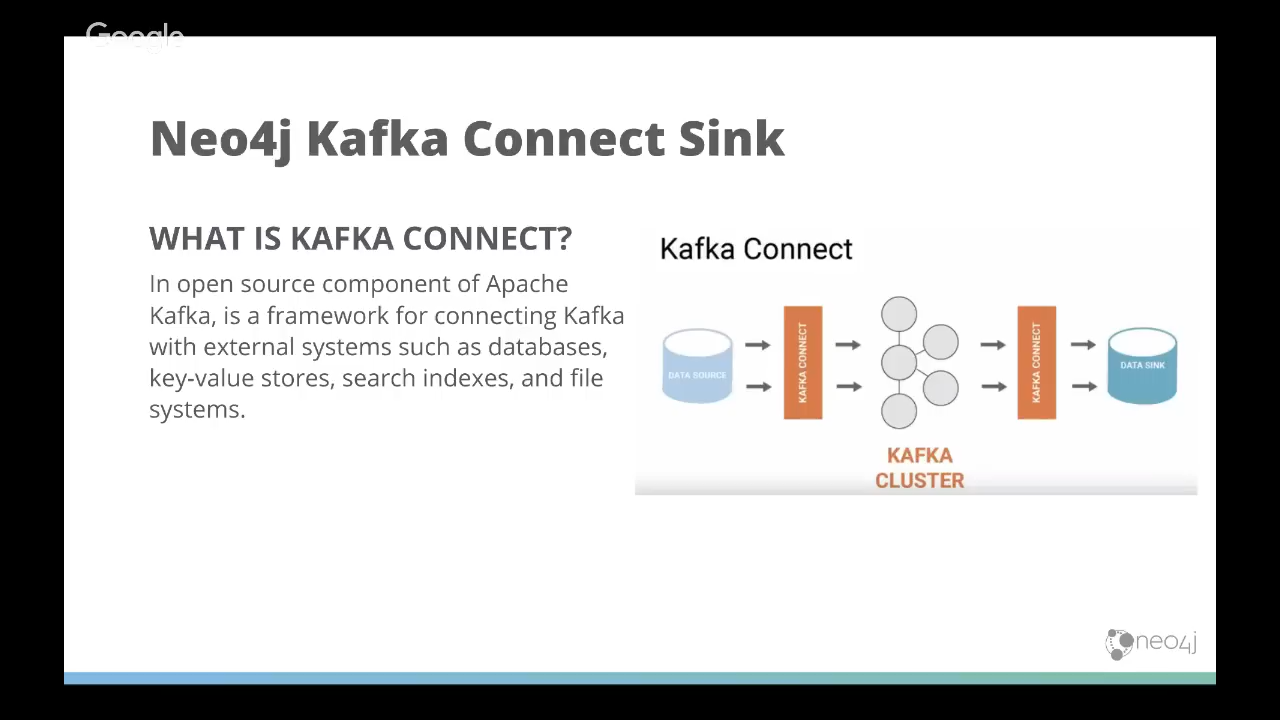 Google
Neo4j Kafka Connect Sink
WHAT IS KAFKA CONNECT?
In open source component of Apache
Kafka, is a framework for connecting Kafka
with external systems such as databases,
key-value stores, search indexes, and file
systems.
Kafka Connect
DATA SOURCE
KAFKA CONNECT
KAFKA CONNECT
DATA SINK
KAFKA
CLUSTER
neo4j